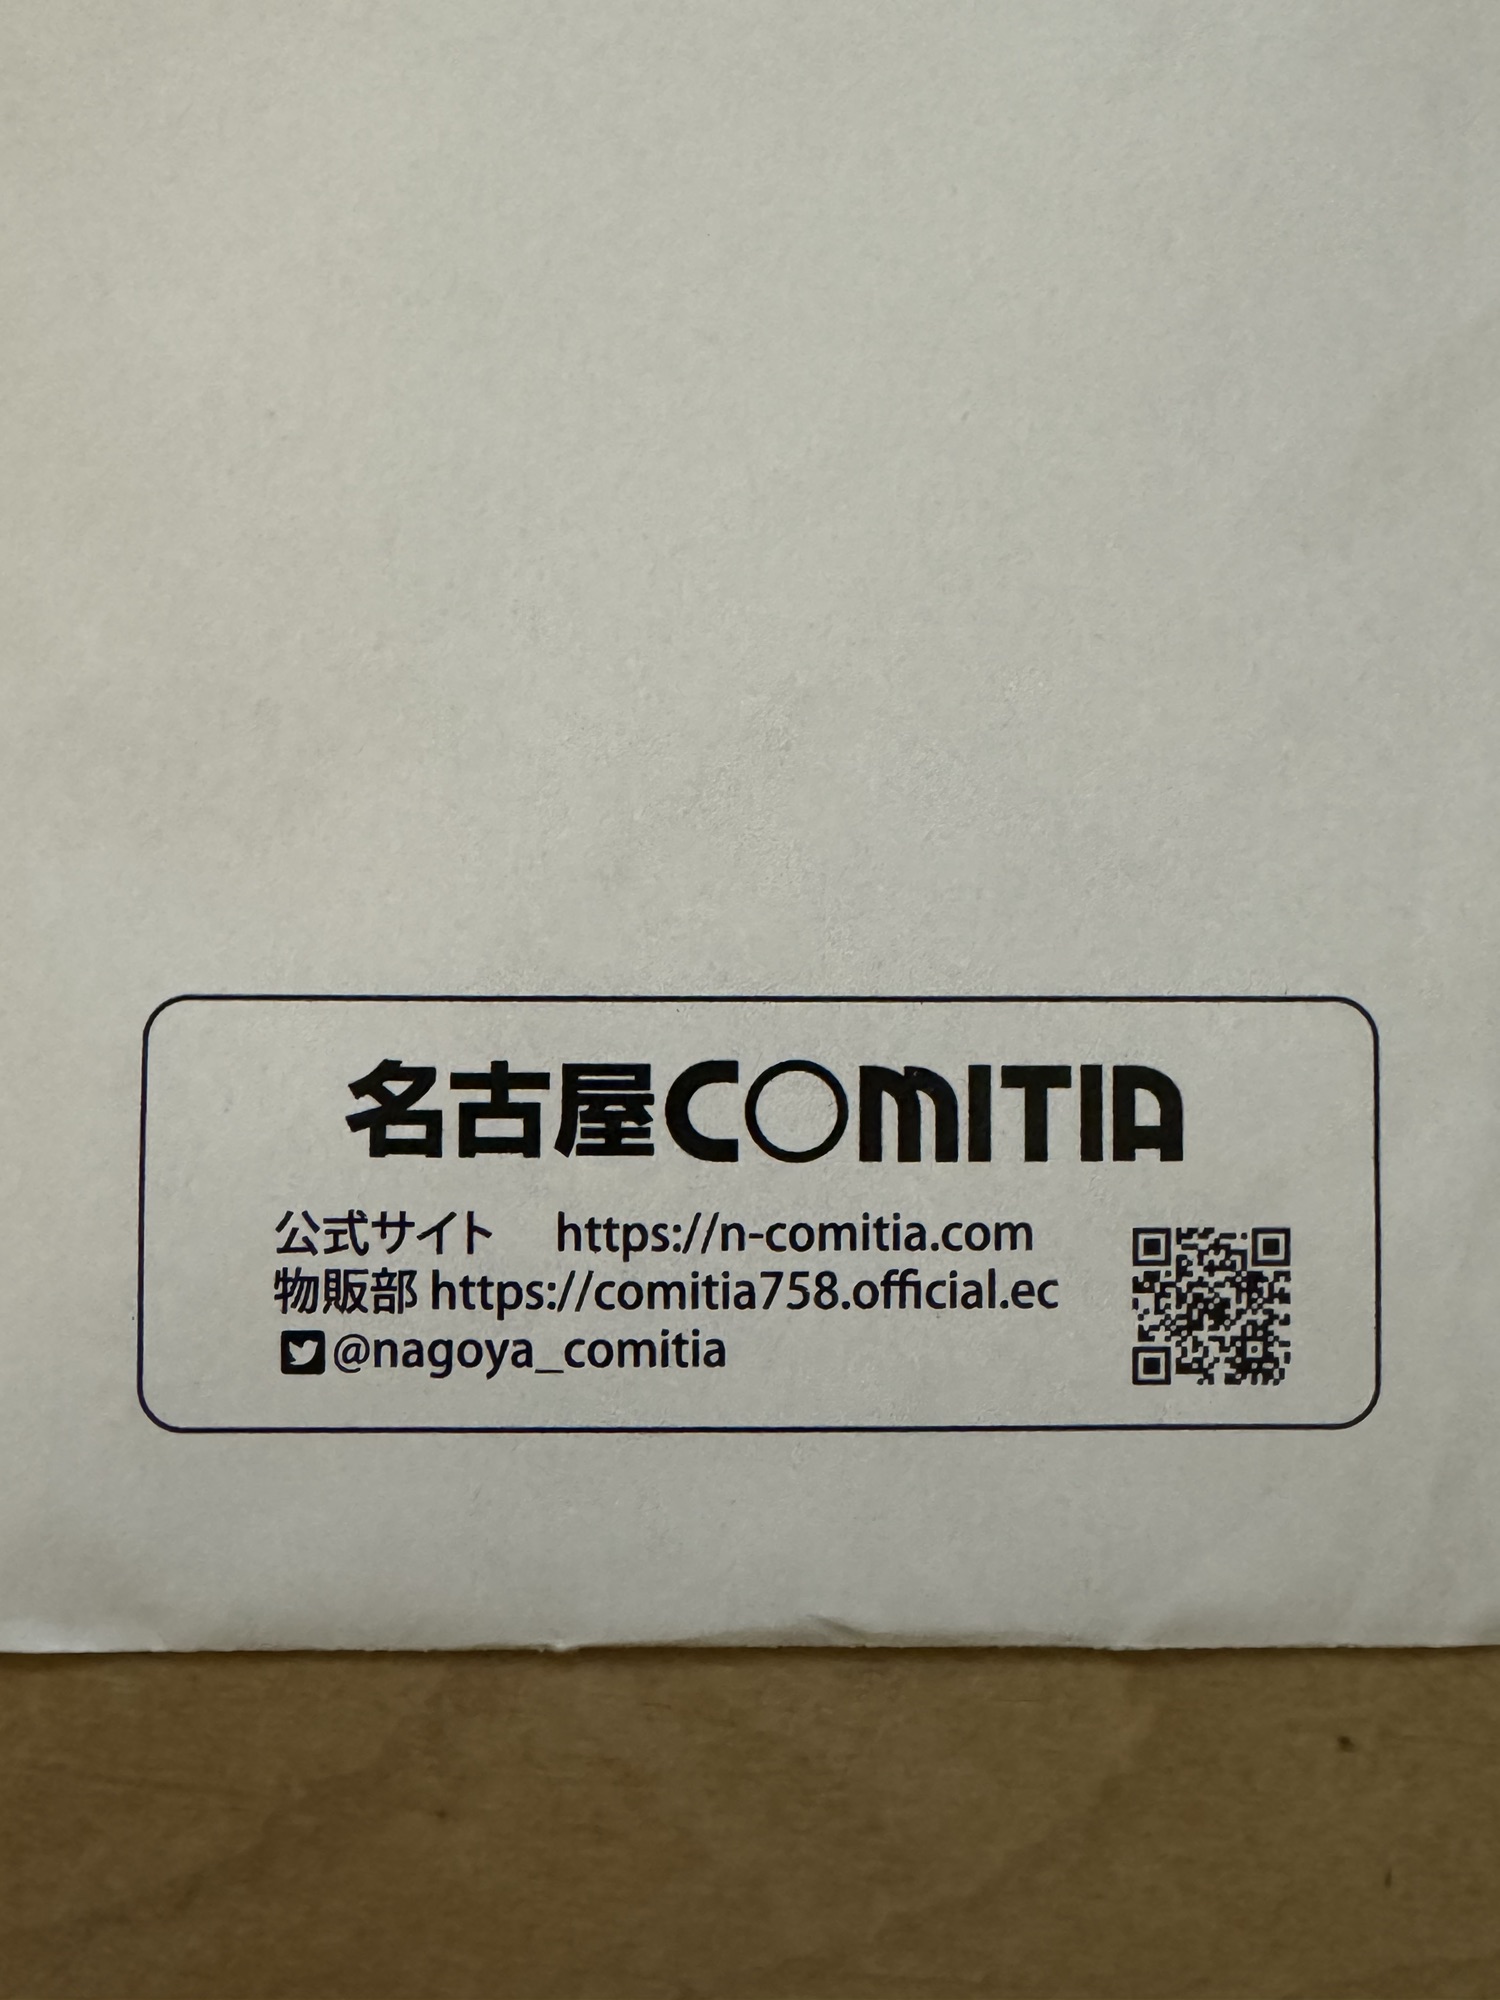 名古屋COMITIA
公式サイト　https://n-comitia.com
物販部 https://comitia758.official.ec
@nagoya_comitia